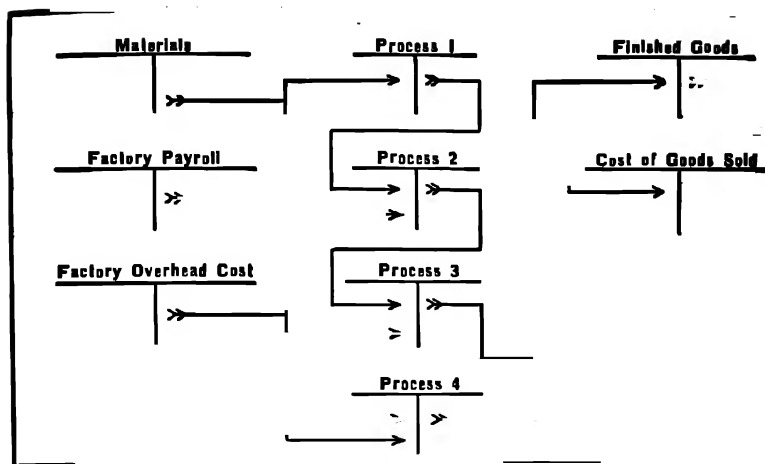 Materials
Process 1
Finished Goods
Factory Payroll
Process 2
Cost of Goods Sold
Factory Overhead Cost
Process 3
Process 4